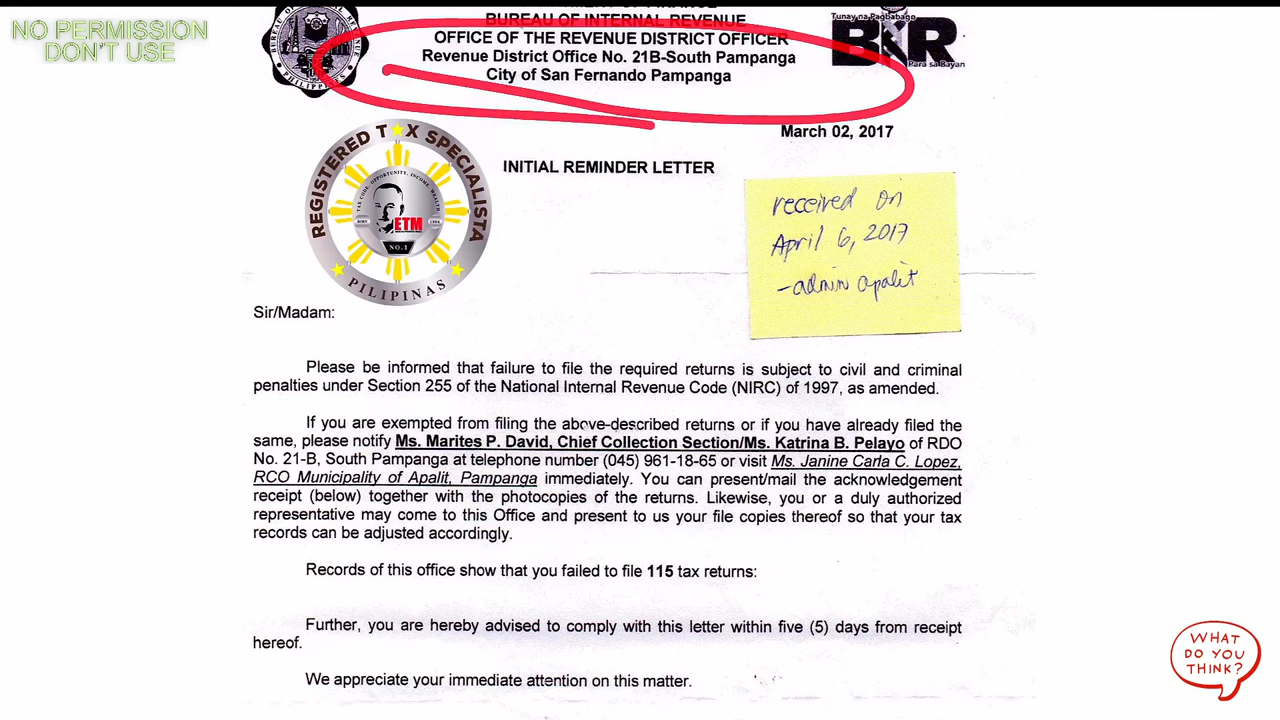 NO PERMISSION
DON'T USE
BUREAU OF INTERNAL REVENUE
OFFICE OF THE REVENUE DISTRICT OFFICER
Revenue District Office No. 21B-South Pampanga
City of San Fernando Pampanga
Tunay na Pagbabago
BIR
Para sa Bayan
March 02, 2017
INITIAL REMINDER LETTER
REGISTERED TAX SPECIALISTA
TAX CODE, OPPORTUNITY, INCOME, WEALTH
ETM
NO.1
PILIPINAS
received on
April 6, 2017
-admin apalit
Sir/Madam:
Please be informed that failure to file the required returns is subject to civil and criminal
penalties under Section 255 of the National Internal Revenue Code (NIRC) of 1997, as amended.
If you are exempted from filing the above-described returns or if you have already filed the
same, please notify Ms. Marites P. David, Chief Collection Section/Ms. Katrina B. Pelayo of RDO
No. 21-B, South Pampanga at telephone number (045) 961-18-65 or visit Ms. Janine Carla C. Lopez,
RCO Municipality of Apalit, Pampanga immediately. You can present/mail the acknowledgement
receipt (below) together with the photocopies of the returns. Likewise, you or a duly authorized
representative may come to this Office and present to us your file copies thereof so that your tax
records can be adjusted accordingly.
Records of this office show that you failed to file 115 tax returns:
Further, you are hereby advised to comply with this letter within five (5) days from receipt
hereof.
We appreciate your immediate attention on this matter.
WHAT
DO YOU
THINK?